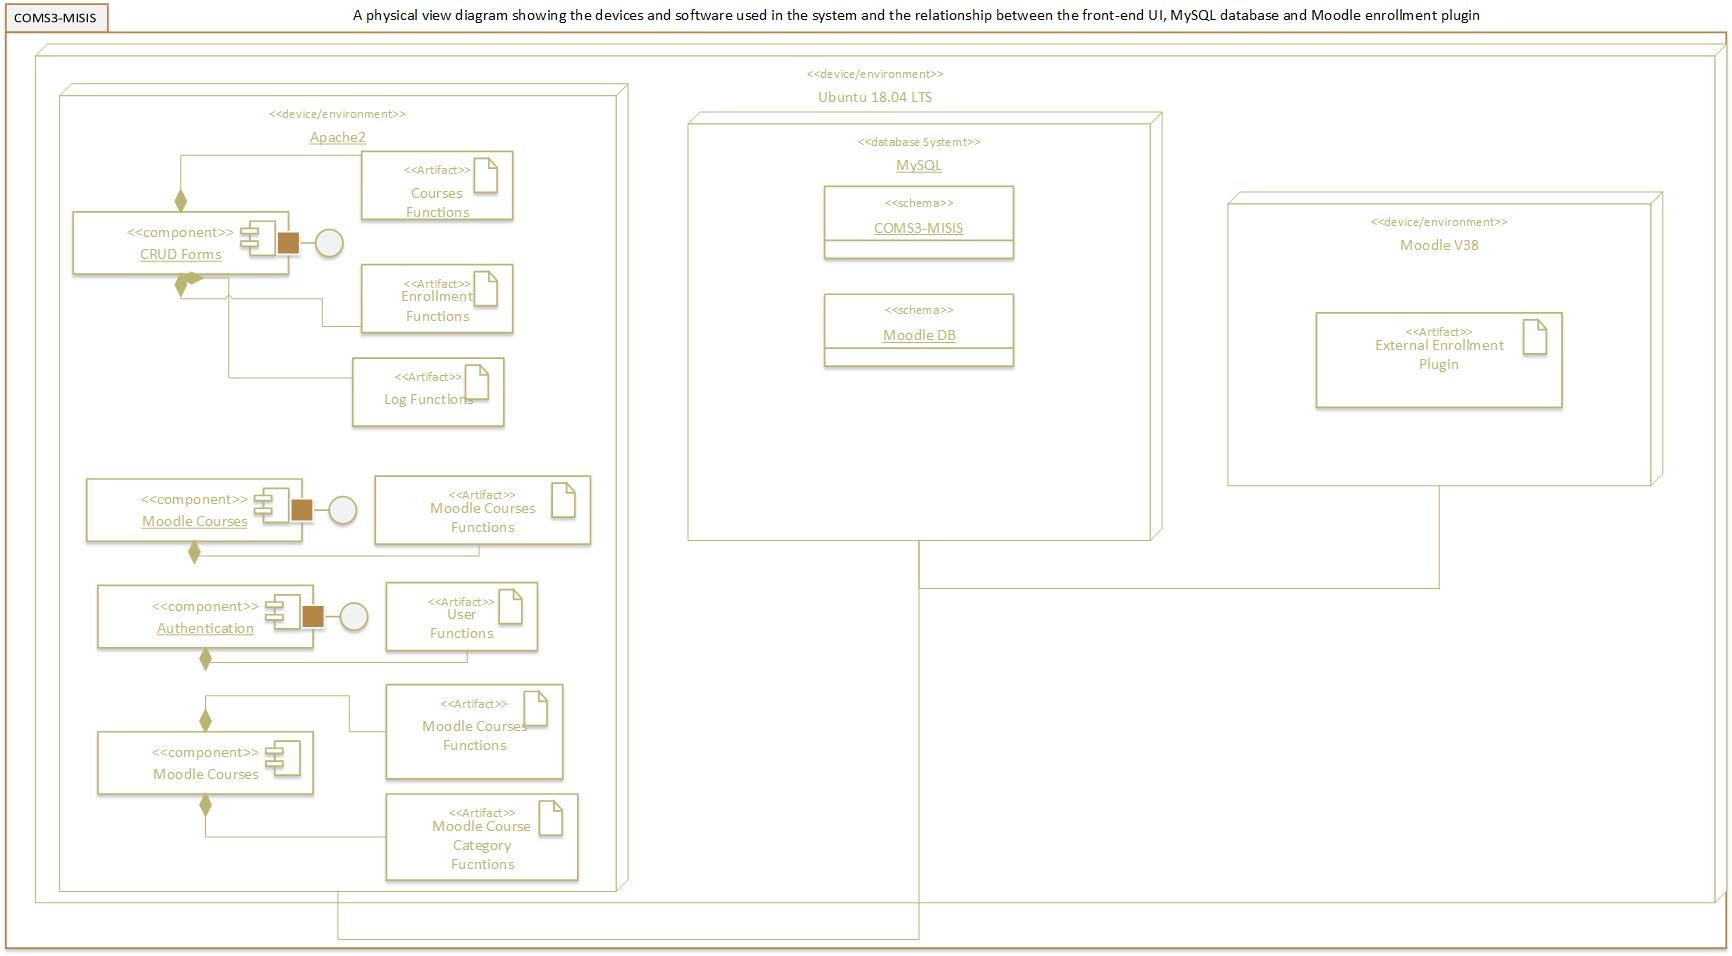 COMS3-MISIS
A physical view diagram showing the devices and software used in the system and the relationship between the front-end UI, MySQL database and Moodle enrollment plugin
<<device/environment>>
Ubuntu 18.04 LTS
<<device/environment>>
Apache2
<<Artifact>>
Courses
Functions
<<component>>
CRUD Forms
<<Artifact>>
Enrollment
Functions
<<Artifact>>
Log Functions
<<component>>
Moodle Courses
<<Artifact>>
Moodle Courses
Functions
<<component>>
Authentication
<<Artifact>>
User
Functions
<<component>>
Moodle Courses
<<Artifact>>
Moodle Courses
Functions
<<Artifact>>
Moodle Course
Category
Fucntions
<<database Systemt>>
MySQL
<<schema>>
COMS3-MISIS
<<schema>>
Moodle DB
<<device/environment>>
Moodle V38
<<Artifact>>
External Enrollment
Plugin